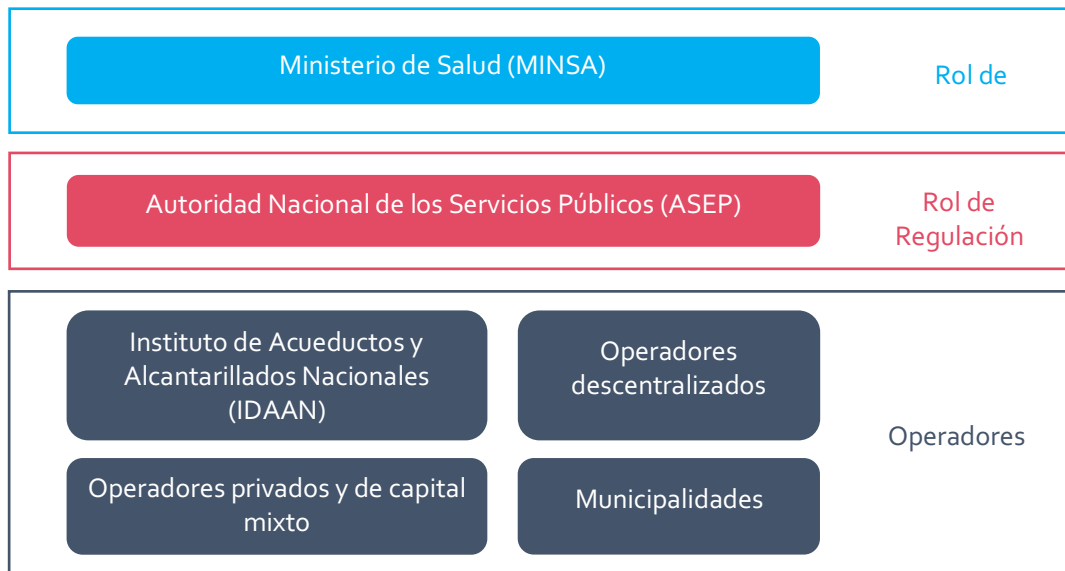 Ministerio de Salud (MINSA)
Rol de
Autoridad Nacional de los Servicios Públicos (ASEP)
Rol de
Regulación
Instituto de Acueductos y
Alcantarillados Nacionales
(IDAAN)
Operadores
descentralizados
Operadores privados y de capital
mixto
Municipalidades
Operadores